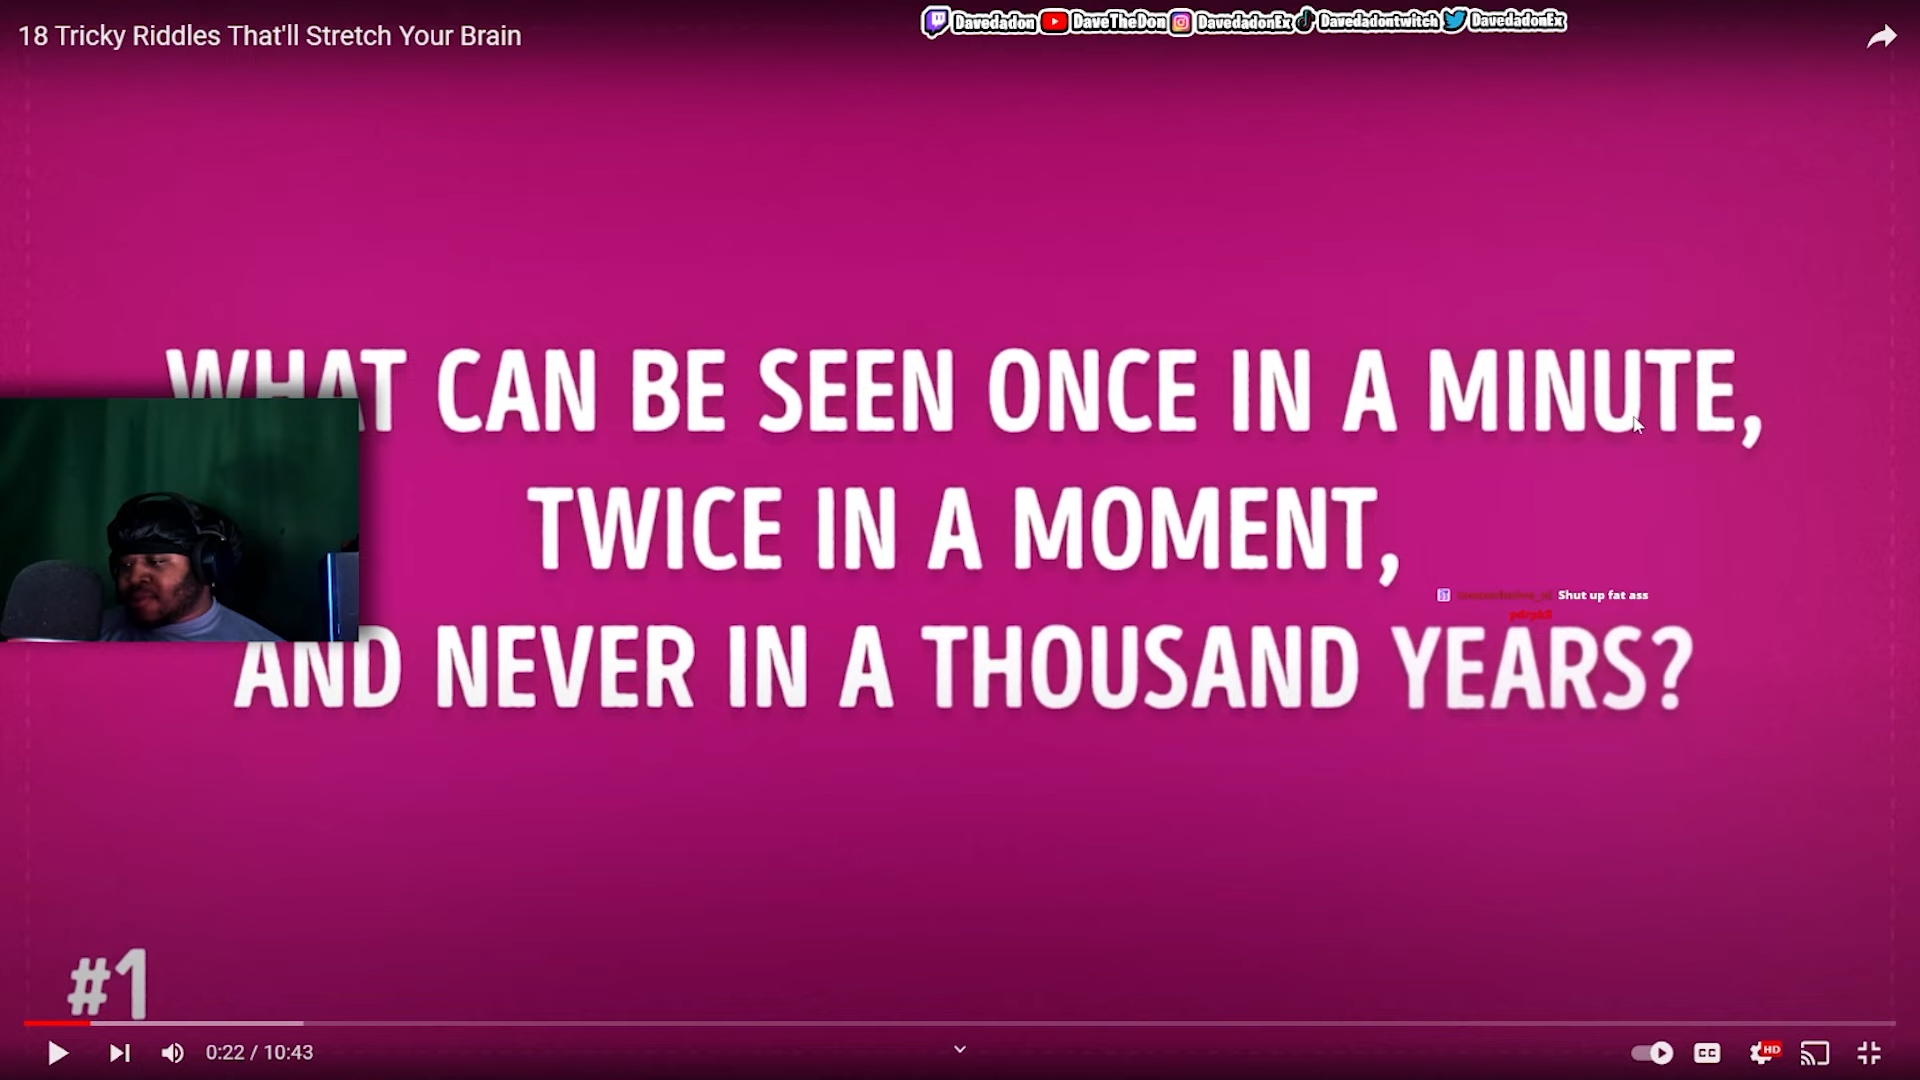 18 Tricky Riddles That'll Stretch Your Brain
Davedadon DaveTheDon DavedadonEx Davedadontwitch DavedadonEx
WHAT CAN BE SEEN ONCE IN A MINUTE,
TWICE IN A MOMENT,
Shut up fat ass
AND NEVER IN A THOUSAND YEARS?
#1
0:22 / 10:43
CC
HD